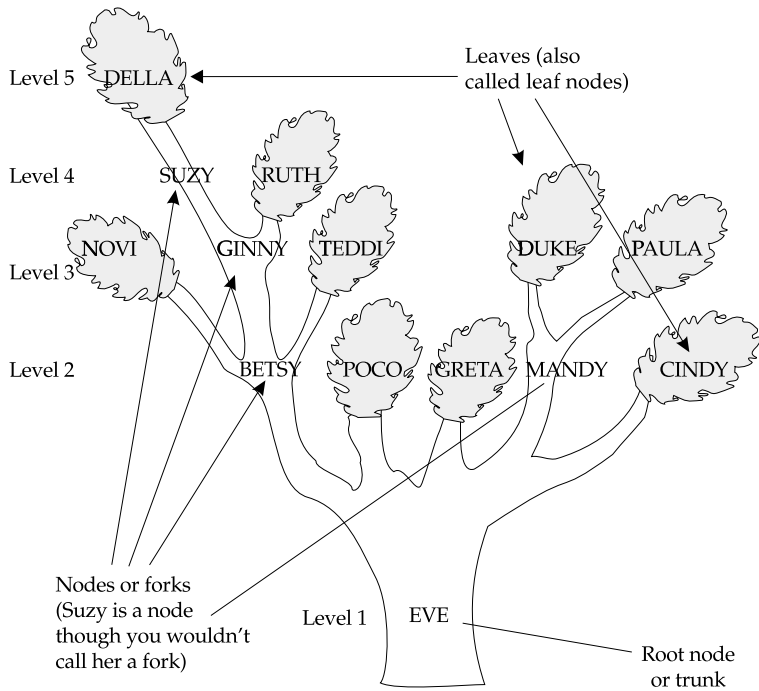 Leaves (also
called leaf nodes)
Level 5
DELLA
Level 4
SUZY
RUTH
NOVI
GINNY
TEDDI
DUKE
PAULA
Level 3
Level 2
BETSY
POCO
GRETA
MANDY
CINDY
Nodes or forks
(Suzy is a node
though you wouldn't
call her a fork)
Level 1
EVE
Root node
or trunk